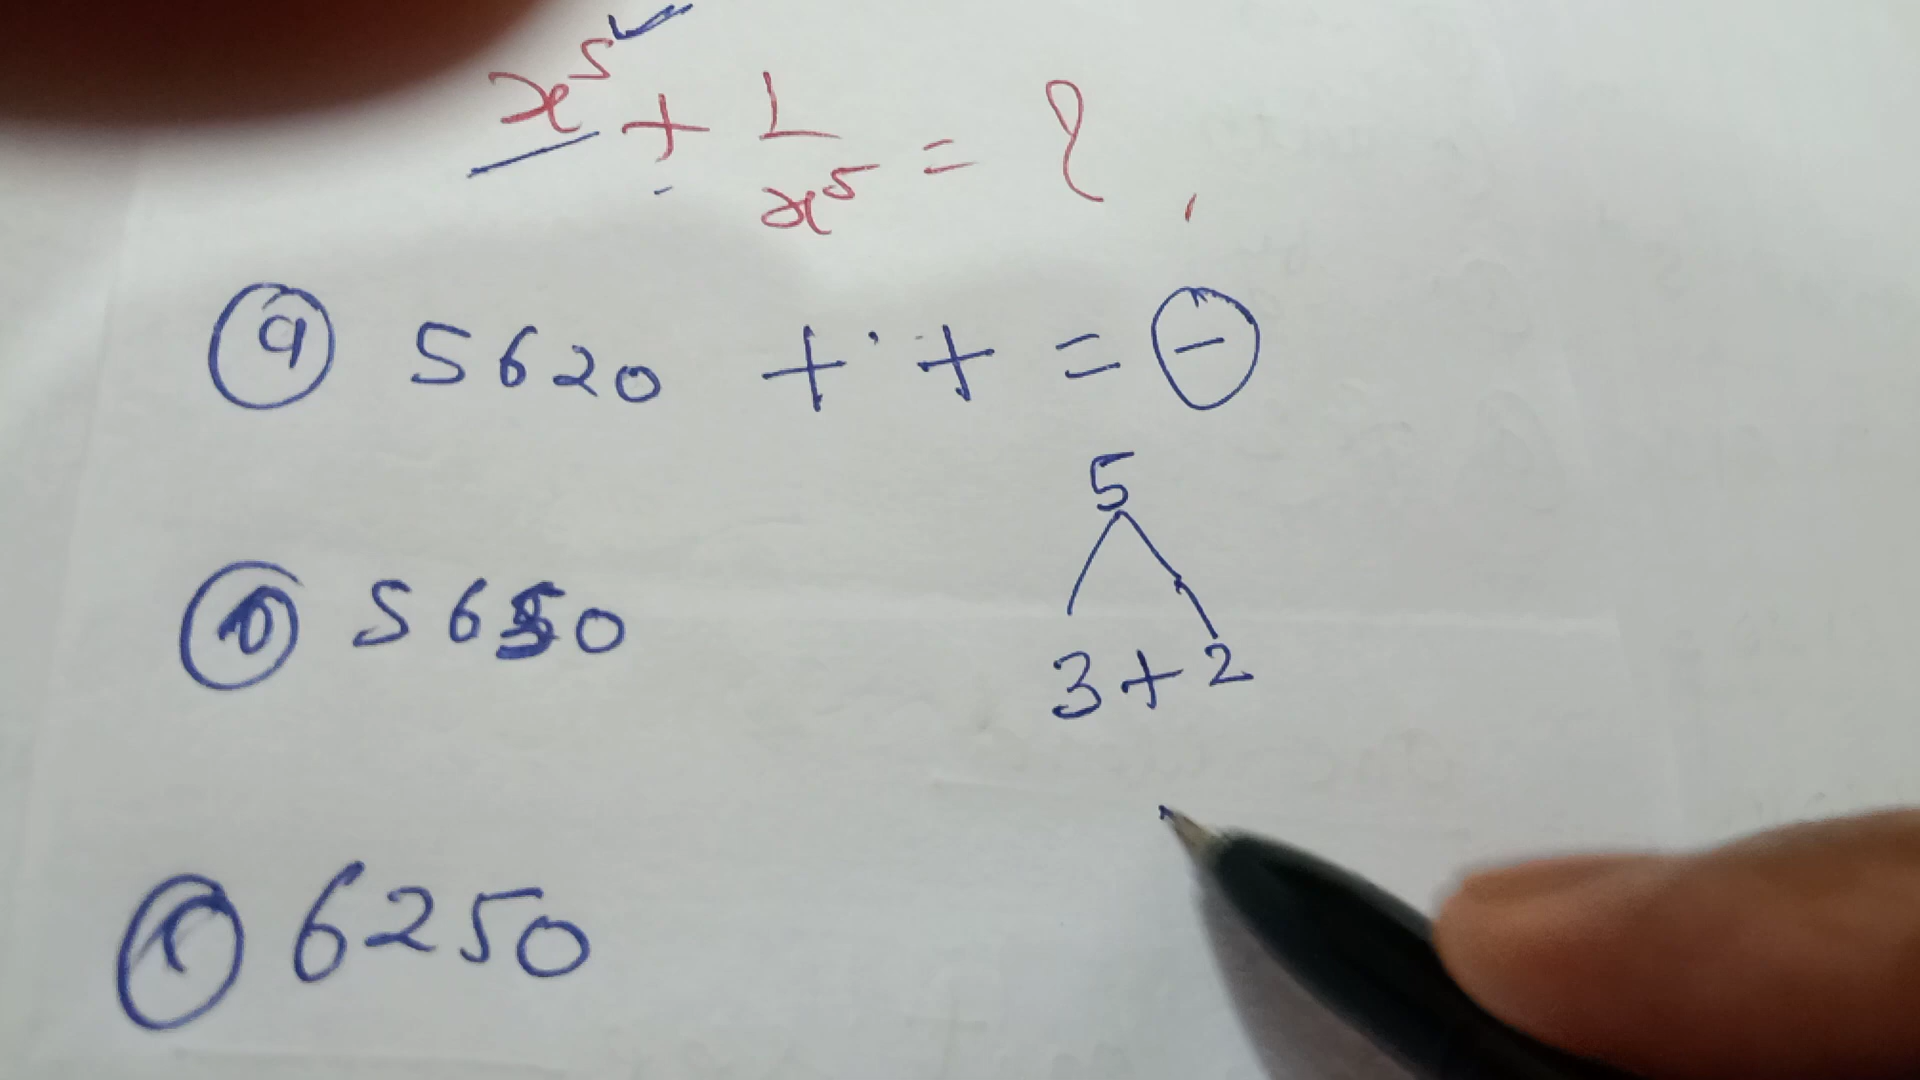 x⁵ + 1/x⁵ = ?
(a) 5620 + + = -
5
(b) 5650
3+2
(c) 6250